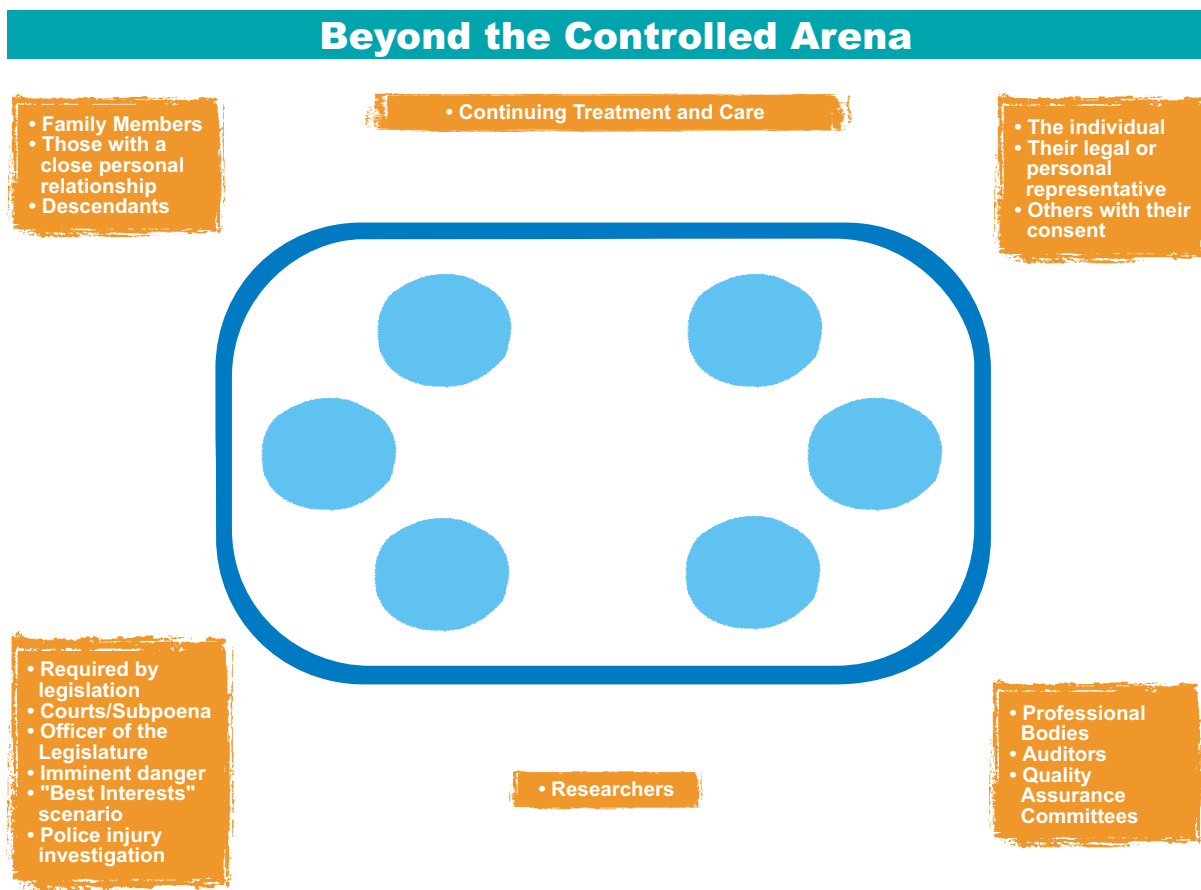 Beyond the Controlled Arena
• Family Members
• Those with a
close personal
relationship
• Descendants
• Continuing Treatment and Care
• The individual
• Their legal or
personal
representative
• Others with their
consent
• Required by
legislation
• Courts/Subpoena
• Officer of the
Legislature
• Imminent danger
• "Best Interests"
scenario
• Police injury
investigation
• Researchers
• Professional
Bodies
• Auditors
• Quality
Assurance
Committees